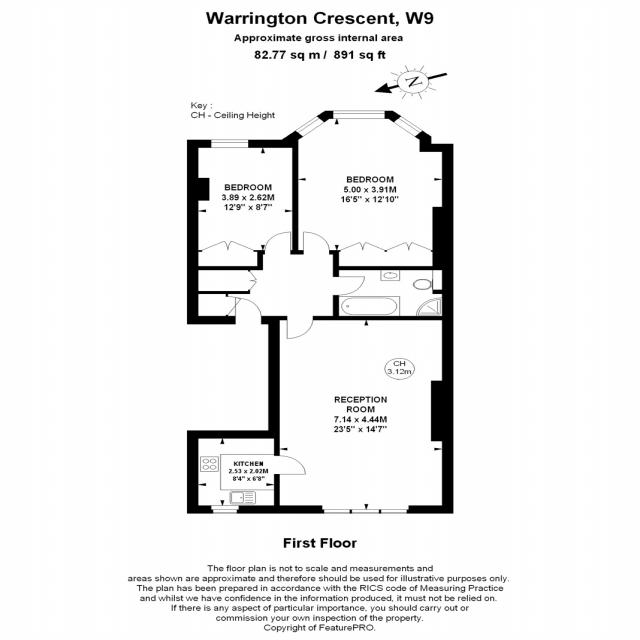 Warrington Crescent, W9
Approximate gross internal area
82.77 sq m / 891 sq ft
N
Key :
CH - Ceiling Height
BEDROOM
3.89 x 2.62M
12'9" x 8'7"
BEDROOM
5.00 x 3.91M
16'5" x 12'10"
CH
3.12m
RECEPTION
ROOM
7.14 x 4.44M
23'5" x 14'7"
KITCHEN
2.53 x 2.02M
8'4" x 6'8"
First Floor
The floor plan is not to scale and measurements and
areas shown are approximate and therefore should be used for illustrative purposes only.
The plan has been prepared in accordance with the RICS code of Measuring Practice
and whilst we have confidence in the information produced, it must not be relied on.
If there is any aspect of particular importance, you should carry out or
commission your own inspection of the property.
Copyright of FeaturePRO.